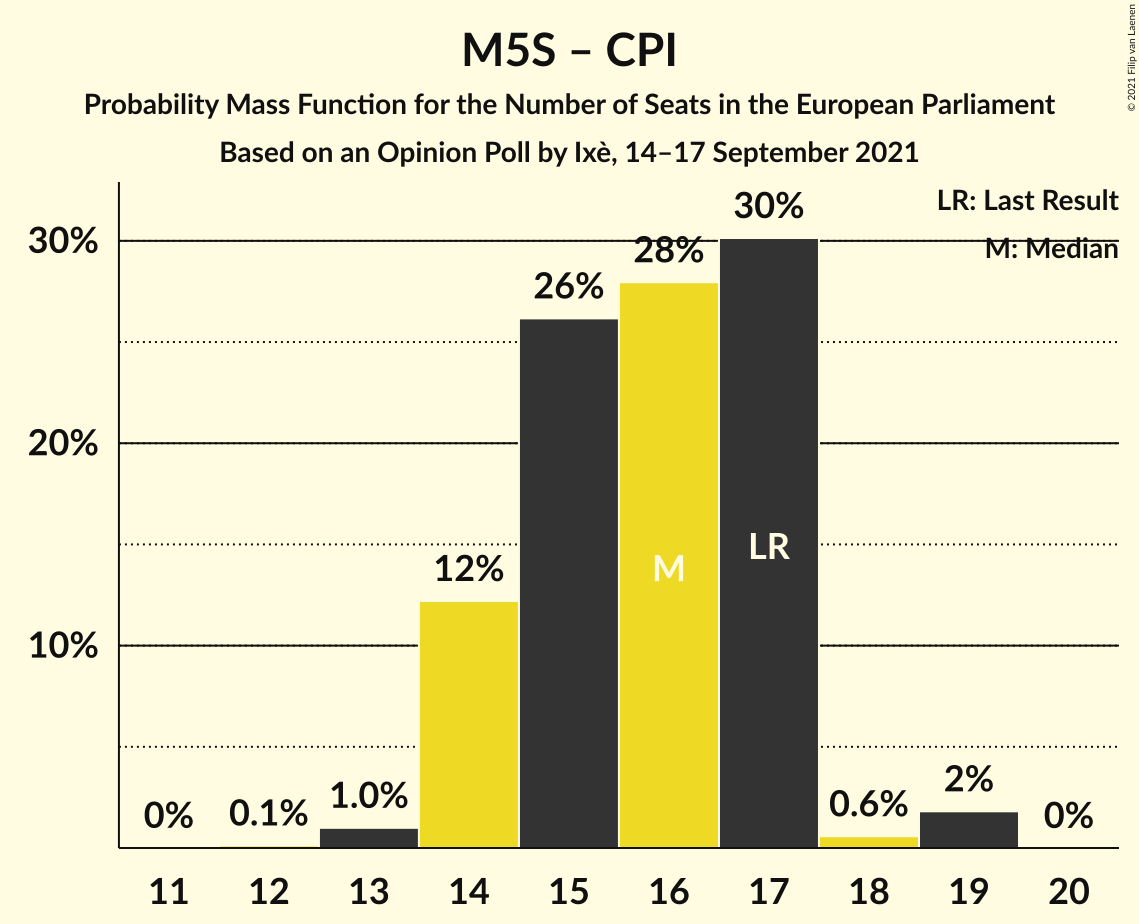 M5S – CPI
Probability Mass Function for the Number of Seats in the European Parliament
Based on an Opinion Poll by Ixè, 14–17 September 2021
© 2021 Filip van Laenen
LR: Last Result
M: Median
30%
20%
10%
0%
0.1%
1.0%
12%
26%
28%
30%
0.6%
2%
0%
M
LR
11 12 13 14 15 16 17 18 19 20